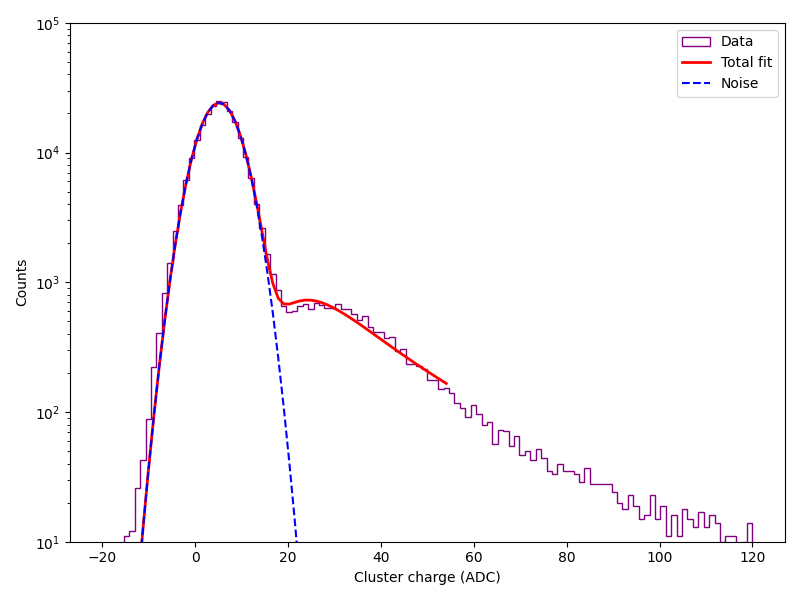 10^5
10^4
10^3
10^2
10^1
Counts
Data
Total fit
Noise
−20 0 20 40 60 80 100 120
Cluster charge (ADC)